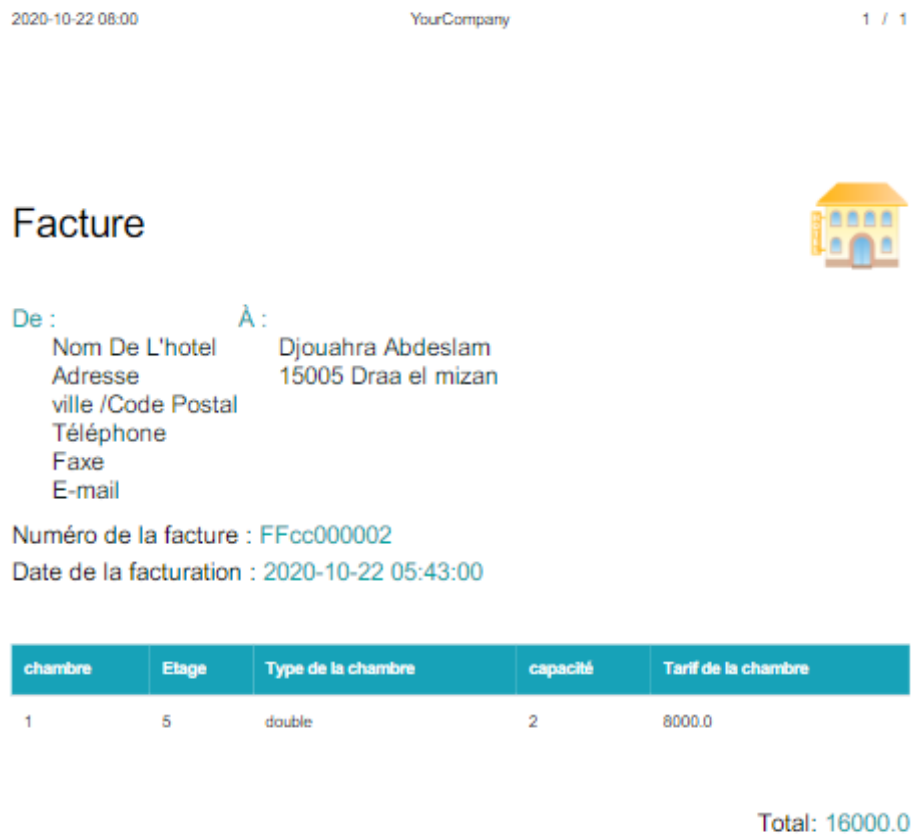 2020-10-22 08:00 YourCompany 1 / 1
Facture
De : À :
Nom De L'hotel Djouahra Abdeslam
Adresse 15005 Draa el mizan
ville /Code Postal
Téléphone
Faxe
E-mail
Numéro de la facture : FFcc000002
Date de la facturation : 2020-10-22 05:43:00
chambre Etage Type de la chambre capacité Tarif de la chambre
1 5 double 2 8000.0
Total: 16000.0